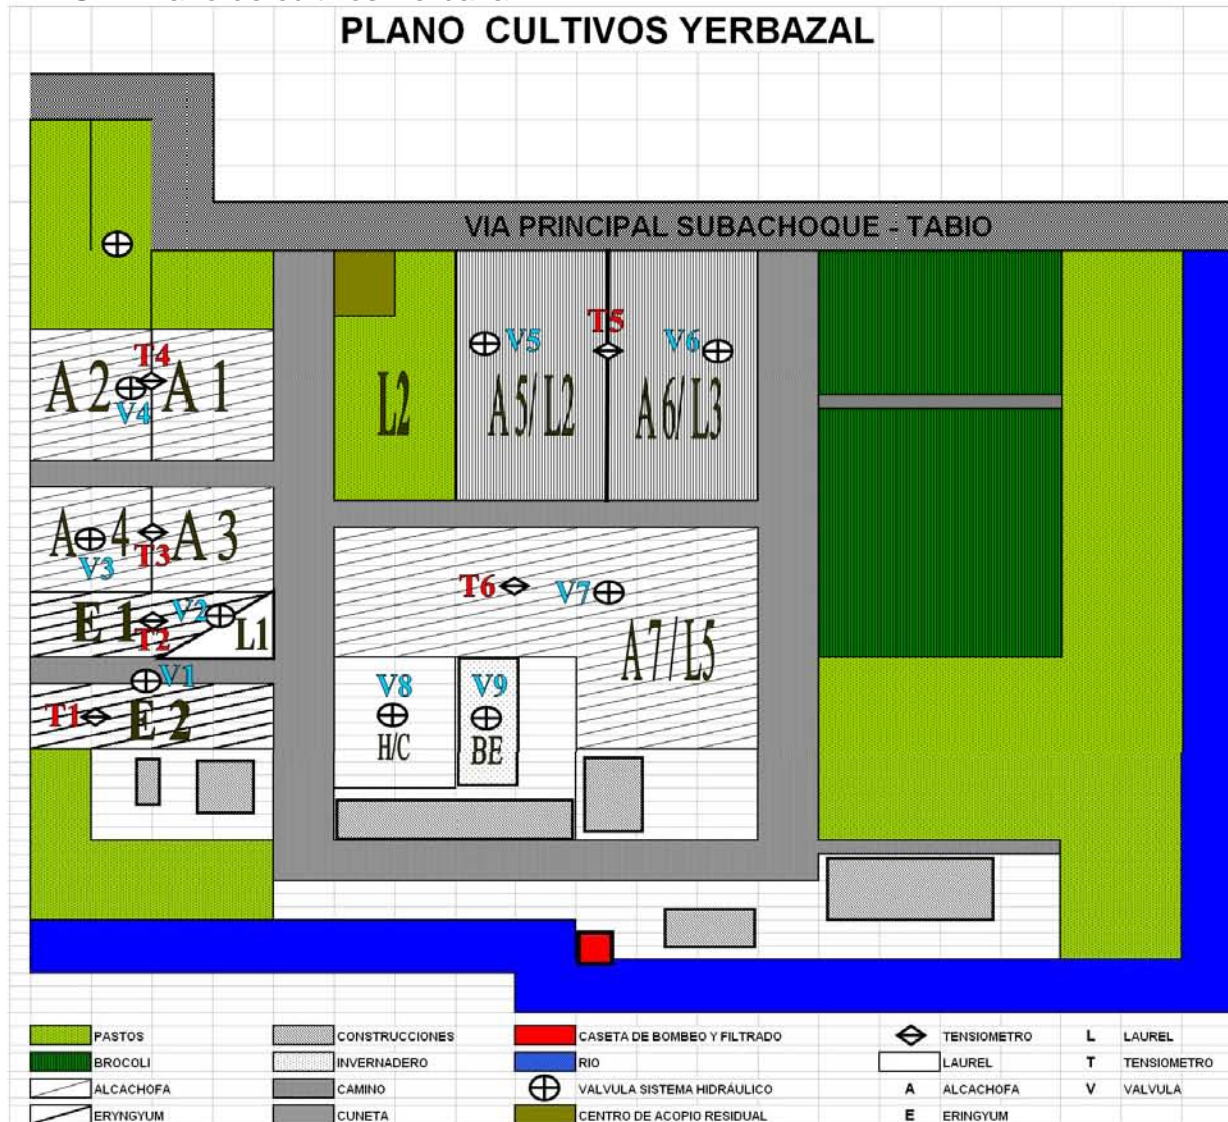 PLANO CULTIVOS YERBAZAL
VIA PRINCIPAL SUBACHOQUE - TABIO
T5
V5
V6
T4
A 2
A 1
V4
L2
A 5/ L2
A 6/ L3
A 4
A 3
V3
T3
T6
V7
E 1
V2
T2
L1
A 7 / L5
V1
T1
E 2
V8
V9
H/C
BE
PASTOS
CONSTRUCCIONES
CASETA DE BOMBEO Y FILTRADO
TENSIOMETRO
L LAUREL
BROCOLI
INVERNADERO
RIO
LAUREL
T TENSIOMETRO
ALCACHOFA
CAMINO
VALVULA SISTEMA HIDRÁULICO
A ALCACHOFA
V VALVULA
ERYNGYUM
CUNETA
CENTRO DE ACOPIO RESIDUAL
E ERINGYUM